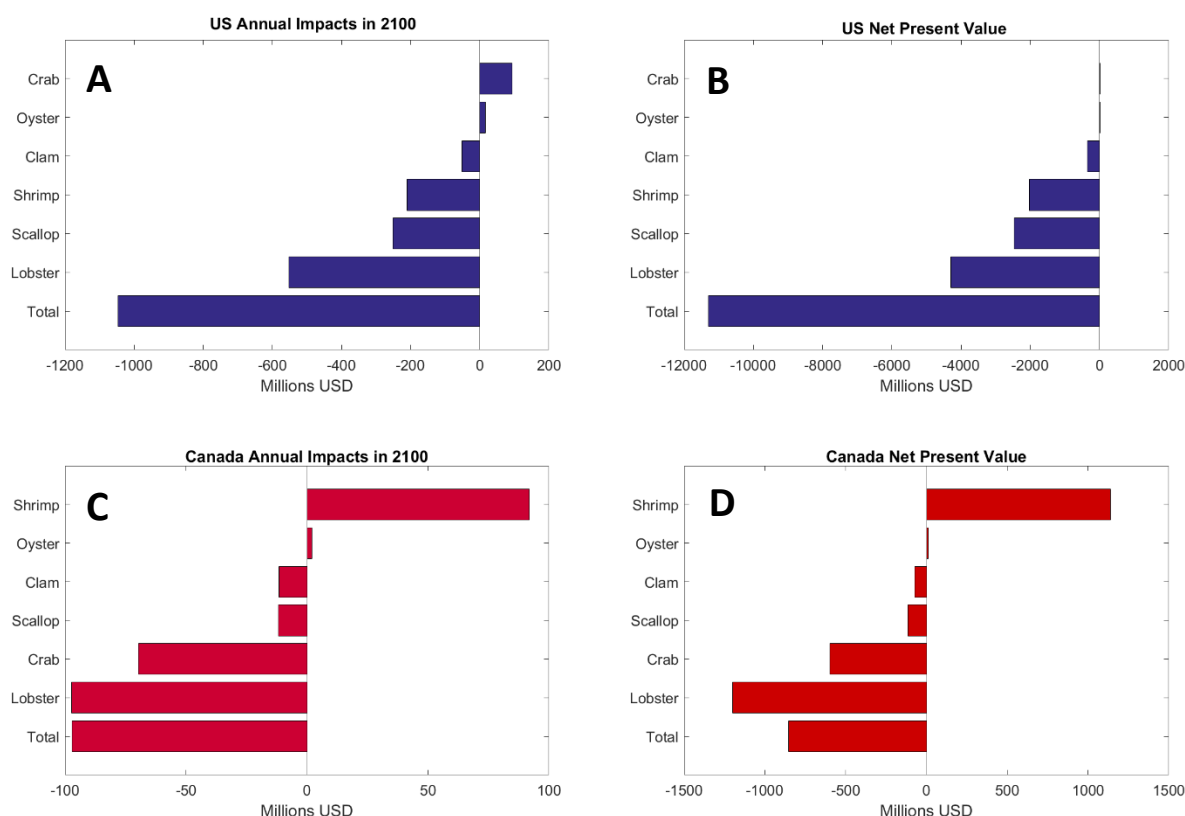 US Annual Impacts in 2100
A
Crab
Oyster
Clam
Shrimp
Scallop
Lobster
Total
-1200 -1000 -800 -600 -400 -200 0 200
Millions USD
US Net Present Value
B
Crab
Oyster
Clam
Shrimp
Scallop
Lobster
Total
-12000 -10000 -8000 -6000 -4000 -2000 0 2000
Millions USD
Canada Annual Impacts in 2100
C
Shrimp
Oyster
Clam
Scallop
Crab
Lobster
Total
-100 -50 0 50 100
Millions USD
Canada Net Present Value
D
Shrimp
Oyster
Clam
Scallop
Crab
Lobster
Total
-1500 -1000 -500 0 500 1000 1500
Millions USD